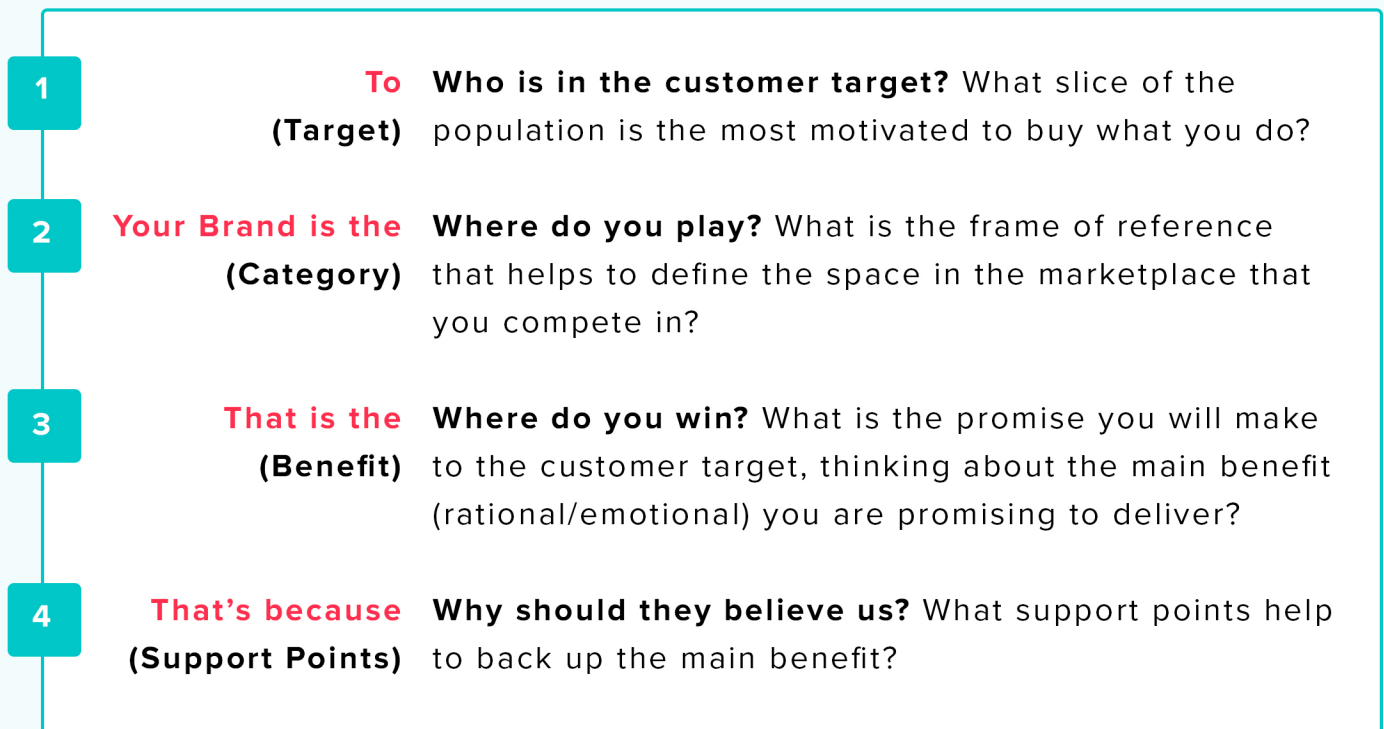 1
To
(Target)
Who is in the customer target? What slice of the
population is the most motivated to buy what you do?
2
Your Brand is the
(Category)
Where do you play? What is the frame of reference
that helps to define the space in the marketplace that
you compete in?
3
That is the
(Benefit)
Where do you win? What is the promise you will make
to the customer target, thinking about the main benefit
(rational/emotional) you are promising to deliver?
4
That’s because
(Support Points)
Why should they believe us? What support points help
to back up the main benefit?